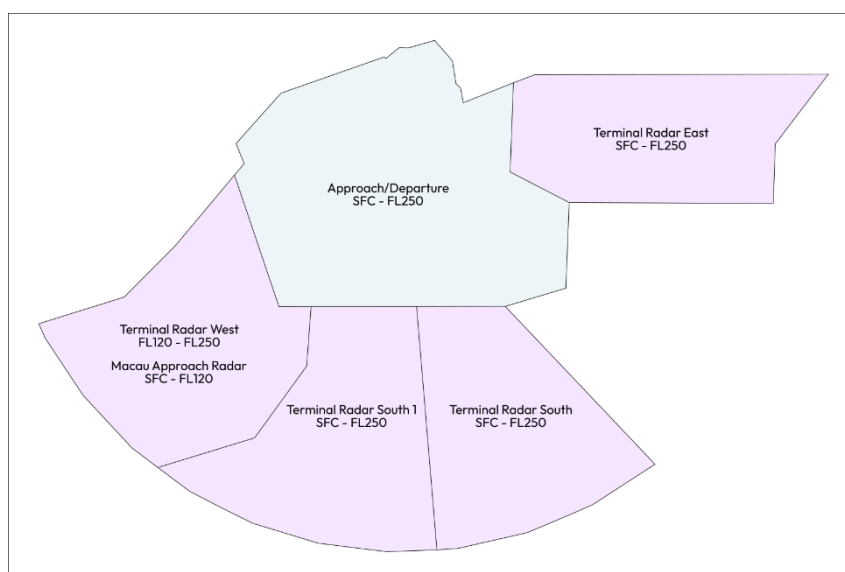 Terminal Radar East
SFC - FL250
Approach/Departure
SFC - FL250
Terminal Radar West
FL120 - FL250
Macau Approach Radar
SFC - FL120
Terminal Radar South 1
SFC - FL250
Terminal Radar South
SFC - FL250